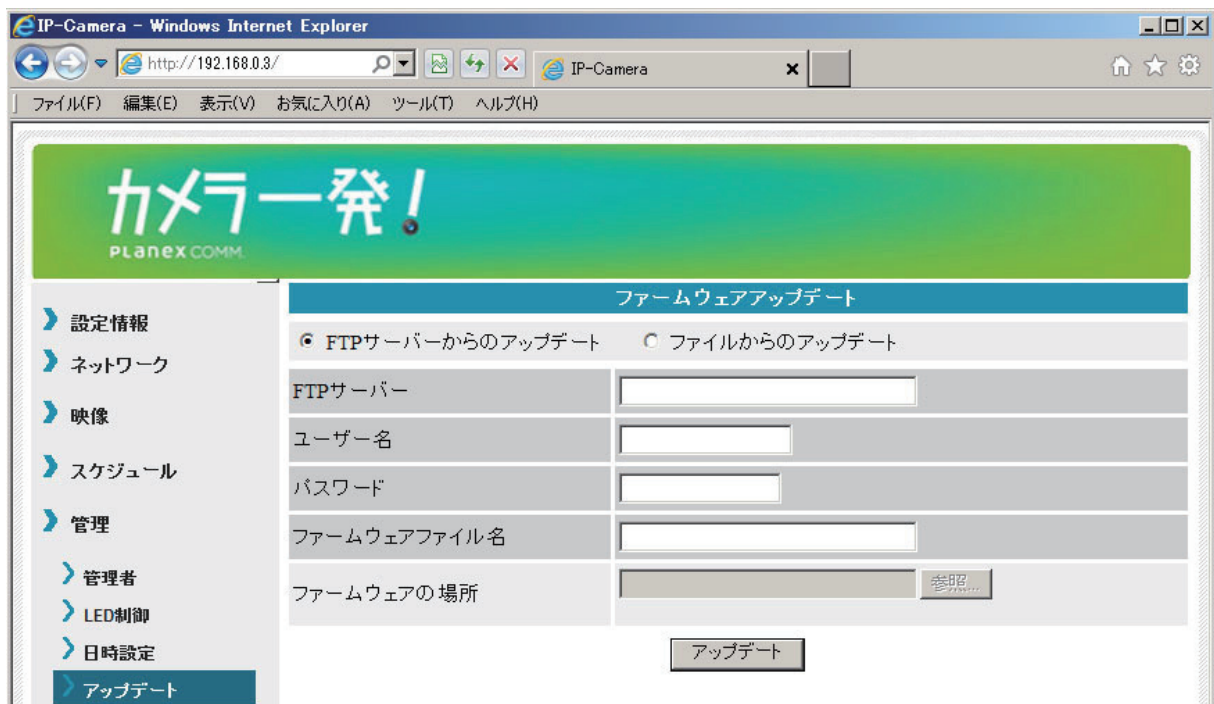 IP-Camera - Windows Internet Explorer
http://192.168.0.3/
IP-Camera
ファイル(F) 編集(E) 表示(V) お気に入り(A) ツール(T) ヘルプ(H)
カメラ一発!
PLanex COMM.
設定情報
ネットワーク
映像
スケジュール
管理
管理者
LED制御
日時設定
アップデート
ファームウェアアップデート
FTPサーバーからのアップデート ファイルからのアップデート
FTPサーバー
ユーザー名
パスワード
ファームウェアファイル名
ファームウェアの場所 参照...
アップデート